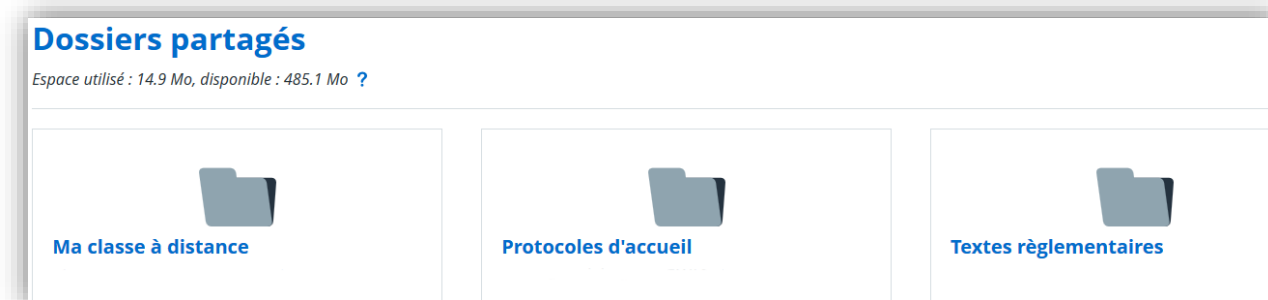 Dossiers partagés
Espace utilisé : 14.9 Mo, disponible : 485.1 Mo ?
Ma classe à distance
Protocoles d'accueil
Textes règlementaires